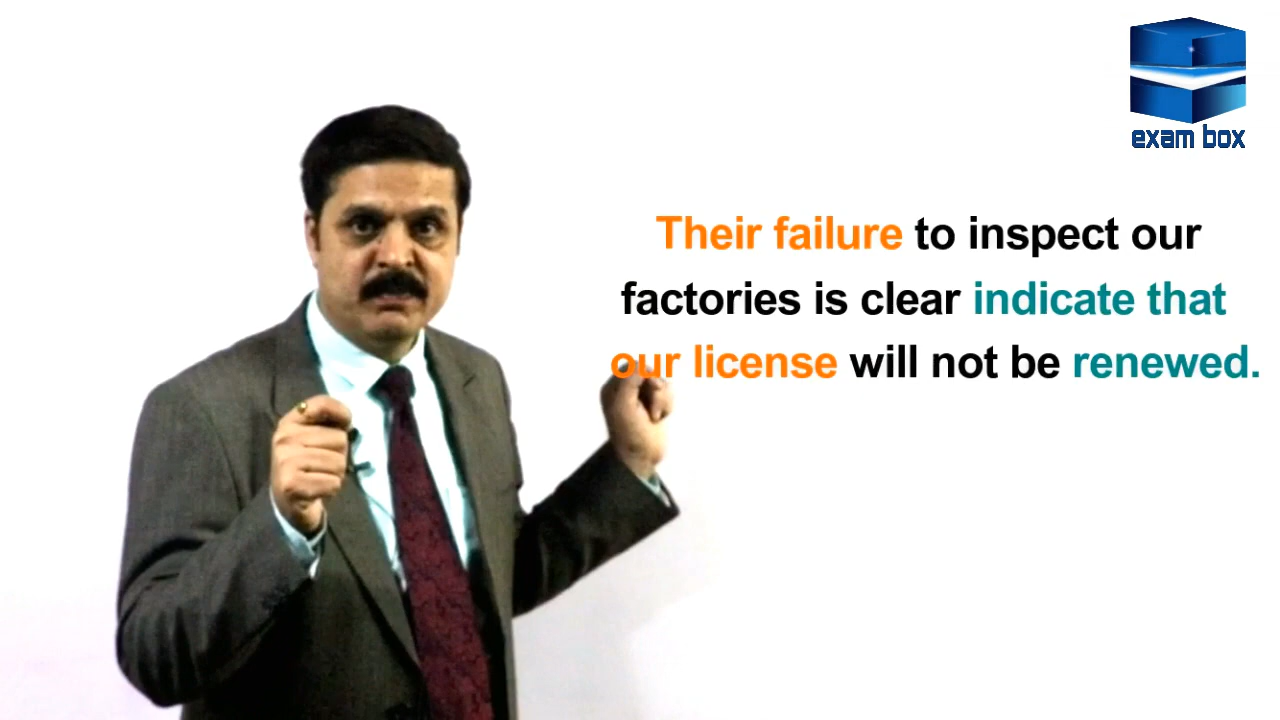 exam box
Their failure to inspect our
factories is clear indicate that
our license will not be renewed.